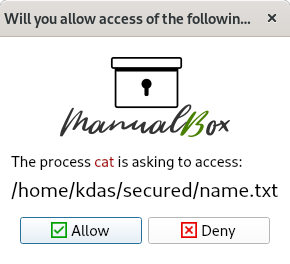 Will you allow access of the followin...
ManualBox
The process cat is asking to access:
/home/kdas/secured/name.txt
Allow
Deny